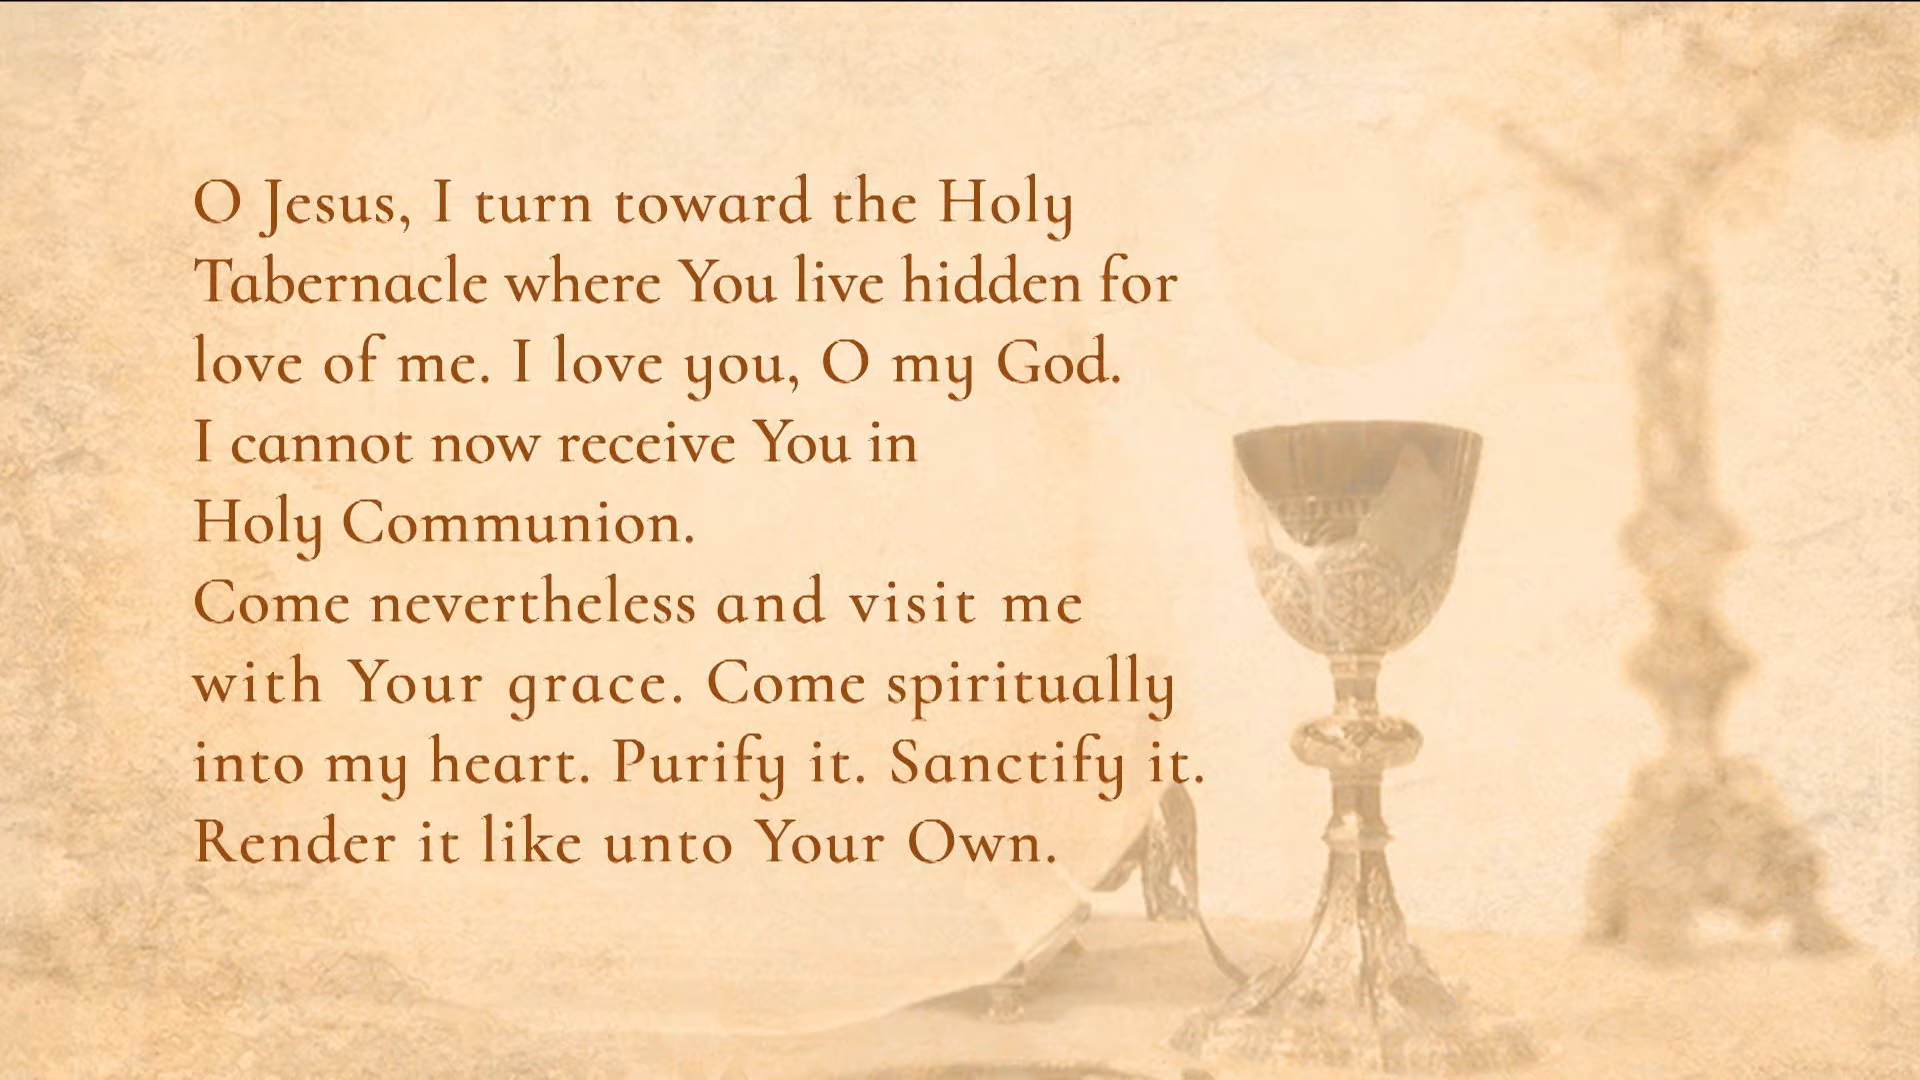 O Jesus, I turn toward the Holy
Tabernacle where You live hidden for
love of me. I love you, O my God.
I cannot now receive You in
Holy Communion.
Come nevertheless and visit me
with Your grace. Come spiritually
into my heart. Purify it. Sanctify it.
Render it like unto Your Own.